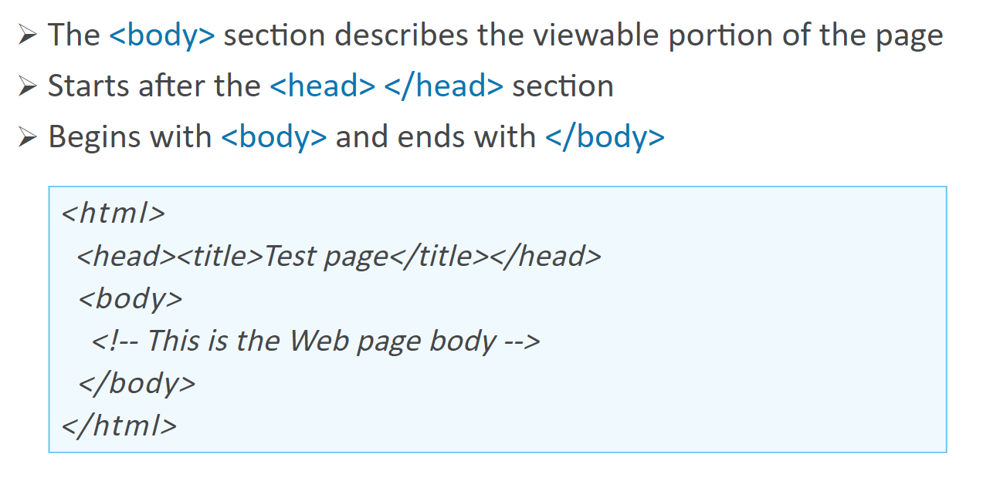 ➢ The <body> section describes the viewable portion of the page
➢ Starts after the <head> </head> section
➢ Begins with <body> and ends with </body>
<html>
<head><title>Test page</title></head>
<body>
<!-- This is the Web page body -->
</body>
</html>